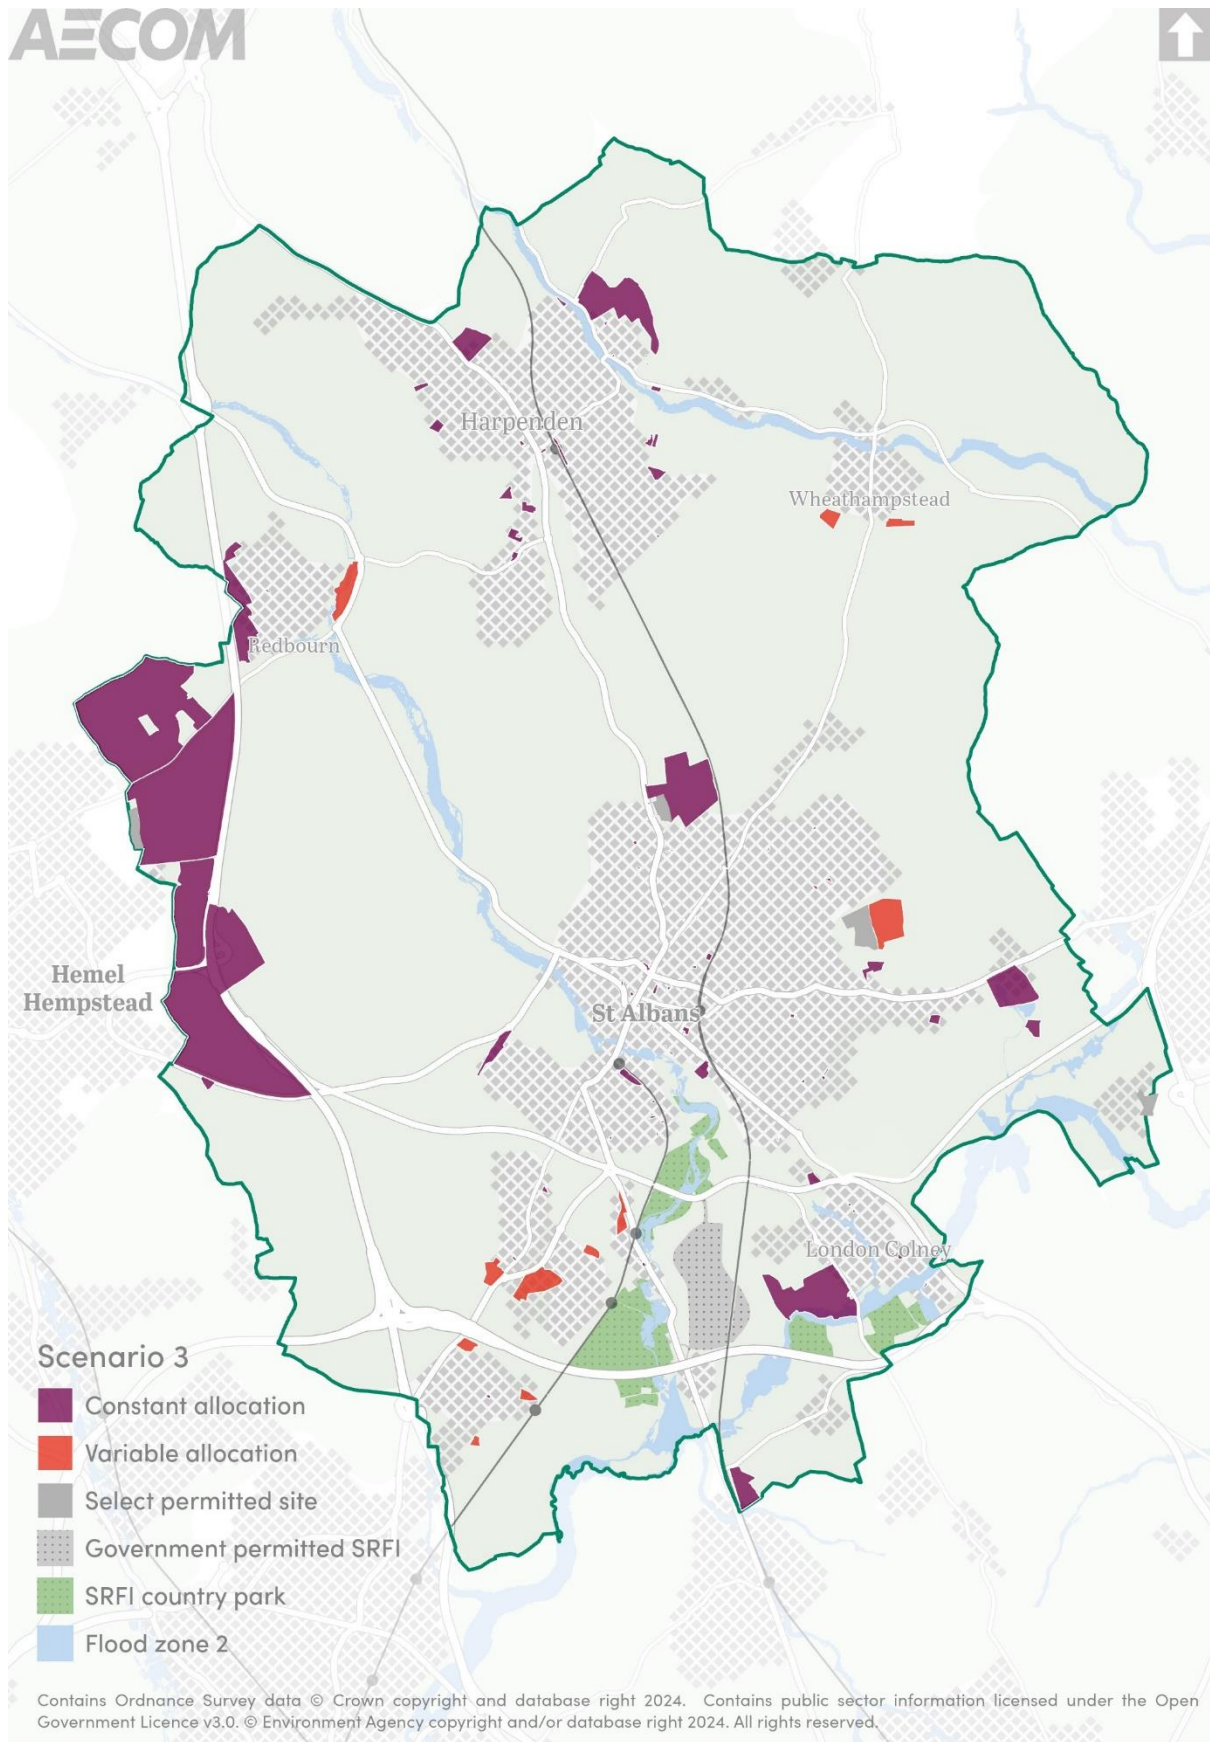 AECOM
Harpenden
Wheathampstead
Redbourn
Hemel
Hempstead
St Albans
London Colney
Scenario 3
Constant allocation
Variable allocation
Select permitted site
Government permitted SRFI
SRFI country park
Flood zone 2
Contains Ordnance Survey data © Crown copyright and database right 2024. Contains public sector information licensed under the Open
Government Licence v3.0. © Environment Agency copyright and/or database right 2024. All rights reserved.